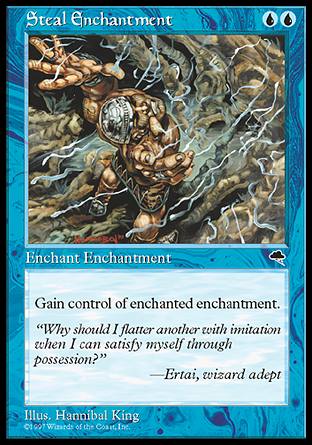 Steal Enchantment
Enchant Enchantment
Gain control of enchanted enchantment.
“Why should I flatter another with imitation
when I can satisfy myself through
possession?”
—Ertai, wizard adept
Illus. Hannibal King
©1997 Wizards of the Coast, Inc.